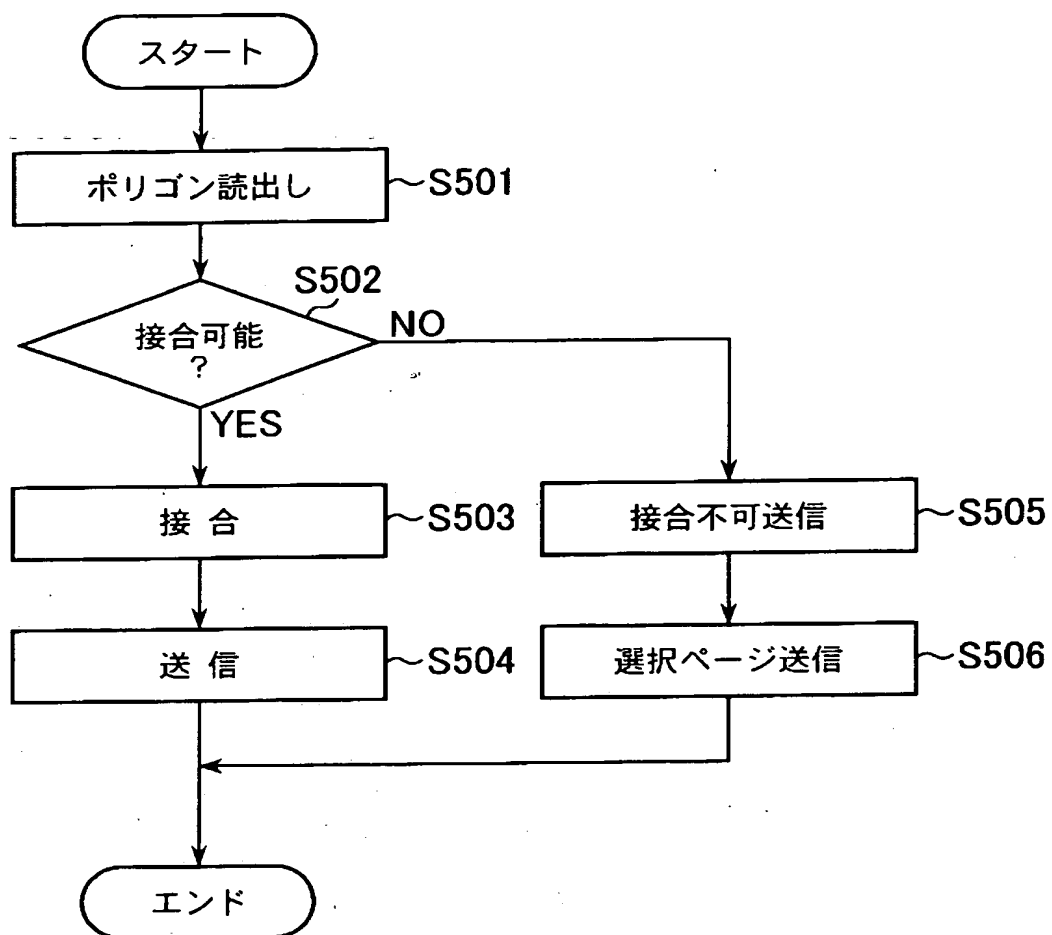 スタート
ポリゴン読出し
S501
S502
接合可能
?
NO
YES
接合
S503
接合不可送信
S505
送信
S504
選択ページ送信
S506
エンド